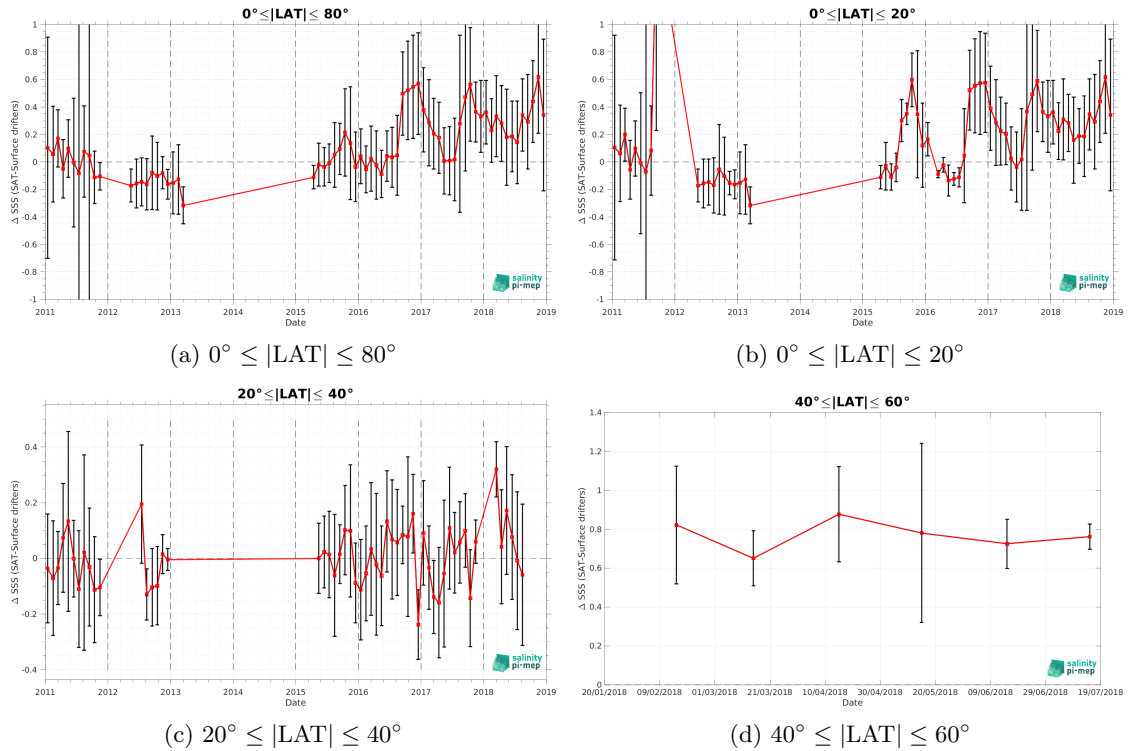 0°≤|LAT|≤ 80°
Δ SSS (SAT-Surface drifters)
1
0.8
0.6
0.4
0.2
0
-0.2
-0.4
-0.6
-0.8
-1
2011 2012 2013 2014 2015 2016 2017 2018 2019
Date
salinity
pi-mep
(a) 0° ≤ |LAT| ≤ 80°
0°≤|LAT|≤ 20°
Δ SSS (SAT-Surface drifters)
1
0.8
0.6
0.4
0.2
0
-0.2
-0.4
-0.6
-0.8
-1
2011 2012 2013 2014 2015 2016 2017 2018 2019
Date
salinity
pi-mep
(b) 0° ≤ |LAT| ≤ 20°
20°≤|LAT|≤ 40°
Δ SSS (SAT-Surface drifters)
0.4
0.2
0
-0.2
-0.4
2011 2012 2013 2014 2015 2016 2017 2018 2019
Date
salinity
pi-mep
(c) 20° ≤ |LAT| ≤ 40°
40°≤|LAT|≤ 60°
Δ SSS (SAT-Surface drifters)
1.4
1.2
1
0.8
0.6
0.4
0.2
0
20/01/2018 09/02/2018 01/03/2018 21/03/2018 10/04/2018 30/04/2018 20/05/2018 09/06/2018 29/06/2018 19/07/2018
Date
salinity
pi-mep
(d) 40° ≤ |LAT| ≤ 60°